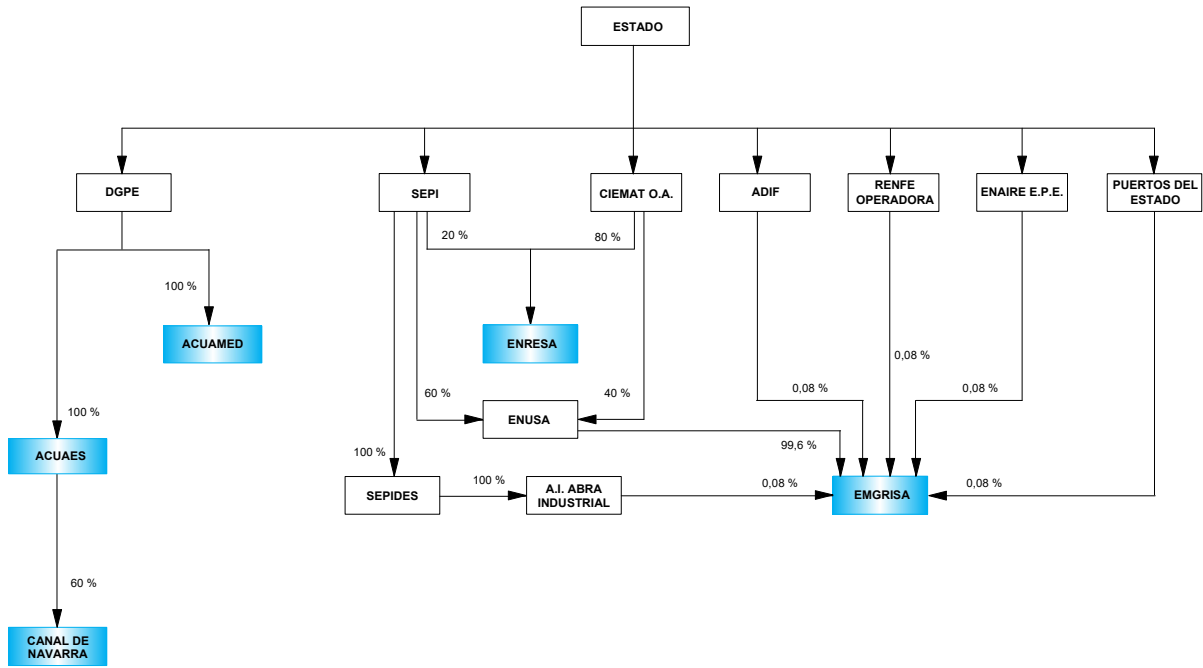 ESTADO
DGPE
SEPI
CIEMAT O.A.
ADIF
RENFE
OPERADORA
ENAIRE E.P.E.
PUERTOS DEL
ESTADO
20 %
80 %
100 %
ACUAMED
ENRESA
0,08 %
60 %
40 %
0,08 %
0,08 %
100 %
ENUSA
99,6 %
ACUAES
100 %
SEPIDES
100 %
A.I. ABRA
INDUSTRIAL
0,08 %
EMGRISA
0,08 %
60 %
CANAL DE
NAVARRA